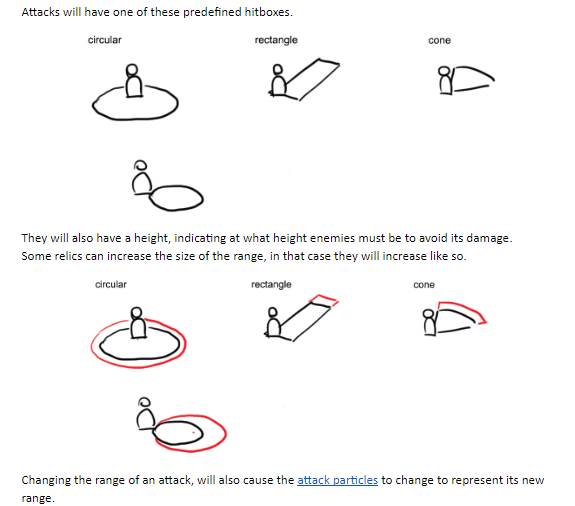 Attacks will have one of these predefined hitboxes.
circular rectangle cone
They will also have a height, indicating at what height enemies must be to avoid its damage.
Some relics can increase the size of the range, in that case they will increase like so.
circular rectangle cone
Changing the range of an attack, will also cause the attack particles to change to represent its new
range.